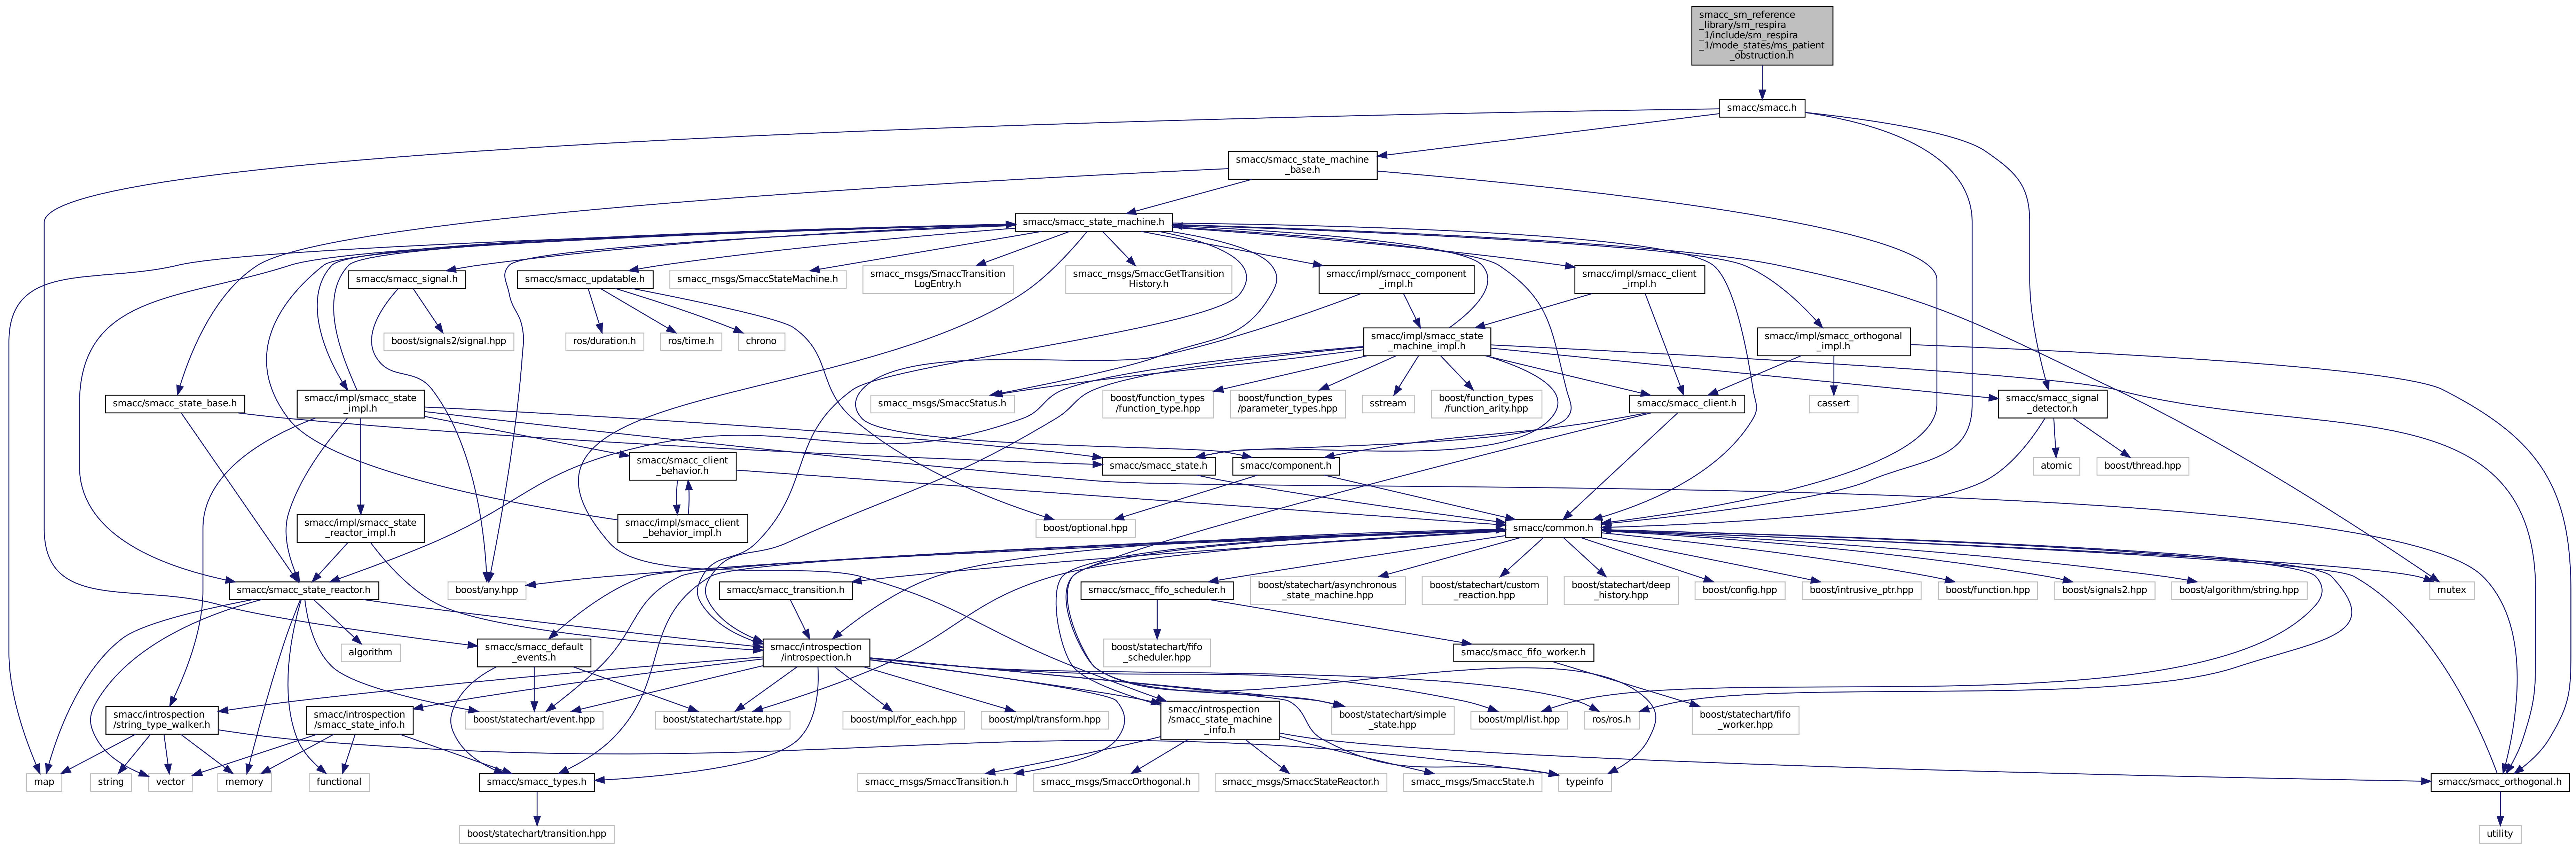 smacc_sm_reference
_library/sm_respira
_1/include/sm_respira
_1/mode_states/ms_patient
_obstruction.h
smacc/smacc.h
smacc/smacc_state_machine
_base.h
smacc/smacc_state_machine.h
smacc/smacc_signal.h
smacc/smacc_updatable.h
smacc_msgs/SmaccStateMachine.h
smacc_msgs/SmaccTransition
LogEntry.h
smacc_msgs/SmaccGetTransition
History.h
smacc/impl/smacc_component
_impl.h
smacc/impl/smacc_client
_impl.h
boost/signals2/signal.hpp
ros/duration.h
ros/time.h
chrono
smacc/impl/smacc_state
_machine_impl.h
smacc/impl/smacc_orthogonal
_impl.h
smacc/smacc_state_base.h
smacc/impl/smacc_state
_impl.h
smacc_msgs/SmaccStatus.h
boost/function_types
/function_type.hpp
boost/function_types
/parameter_types.hpp
sstream
boost/function_types
/function_arity.hpp
smacc/smacc_client.h
cassert
smacc/smacc_signal
_detector.h
smacc/smacc_client
_behavior.h
smacc/smacc_state.h
smacc/component.h
atomic
boost/thread.hpp
smacc/impl/smacc_state
_reactor_impl.h
smacc/impl/smacc_client
_behavior_impl.h
boost/optional.hpp
smacc/common.h
smacc/smacc_state_reactor.h
boost/any.hpp
smacc/smacc_transition.h
smacc/smacc_fifo_scheduler.h
boost/statechart/asynchronous
_state_machine.hpp
boost/statechart/custom
_reaction.hpp
boost/statechart/deep
_history.hpp
boost/config.hpp
boost/intrusive_ptr.hpp
boost/function.hpp
boost/signals2.hpp
boost/algorithm/string.hpp
mutex
algorithm
smacc/smacc_default
_events.h
smacc/introspection
/introspection.h
boost/statechart/fifo
_scheduler.hpp
smacc/smacc_fifo_worker.h
smacc/introspection
/string_type_walker.h
smacc/introspection
/smacc_state_info.h
boost/statechart/event.hpp
boost/statechart/state.hpp
boost/mpl/for_each.hpp
boost/mpl/transform.hpp
smacc/introspection
/smacc_state_machine
_info.h
boost/statechart/simple
_state.hpp
boost/mpl/list.hpp
ros/ros.h
boost/statechart/fifo
_worker.hpp
map
string
vector
memory
functional
smacc/smacc_types.h
smacc_msgs/SmaccTransition.h
smacc_msgs/SmaccOrthogonal.h
smacc_msgs/SmaccStateReactor.h
smacc_msgs/SmaccState.h
typeinfo
smacc/smacc_orthogonal.h
boost/statechart/transition.hpp
utility